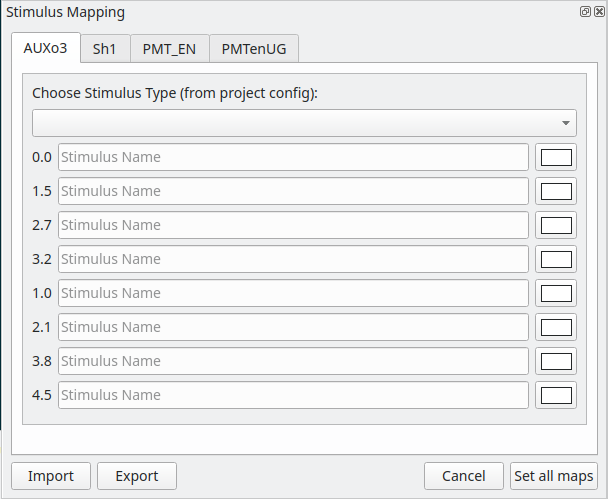 Stimulus Mapping
AUXo3 Sh1 PMT_EN PMTenUG
Choose Stimulus Type (from project config):
0.0 Stimulus Name
1.5 Stimulus Name
2.7 Stimulus Name
3.2 Stimulus Name
1.0 Stimulus Name
2.1 Stimulus Name
3.8 Stimulus Name
4.5 Stimulus Name
Import Export Cancel Set all maps